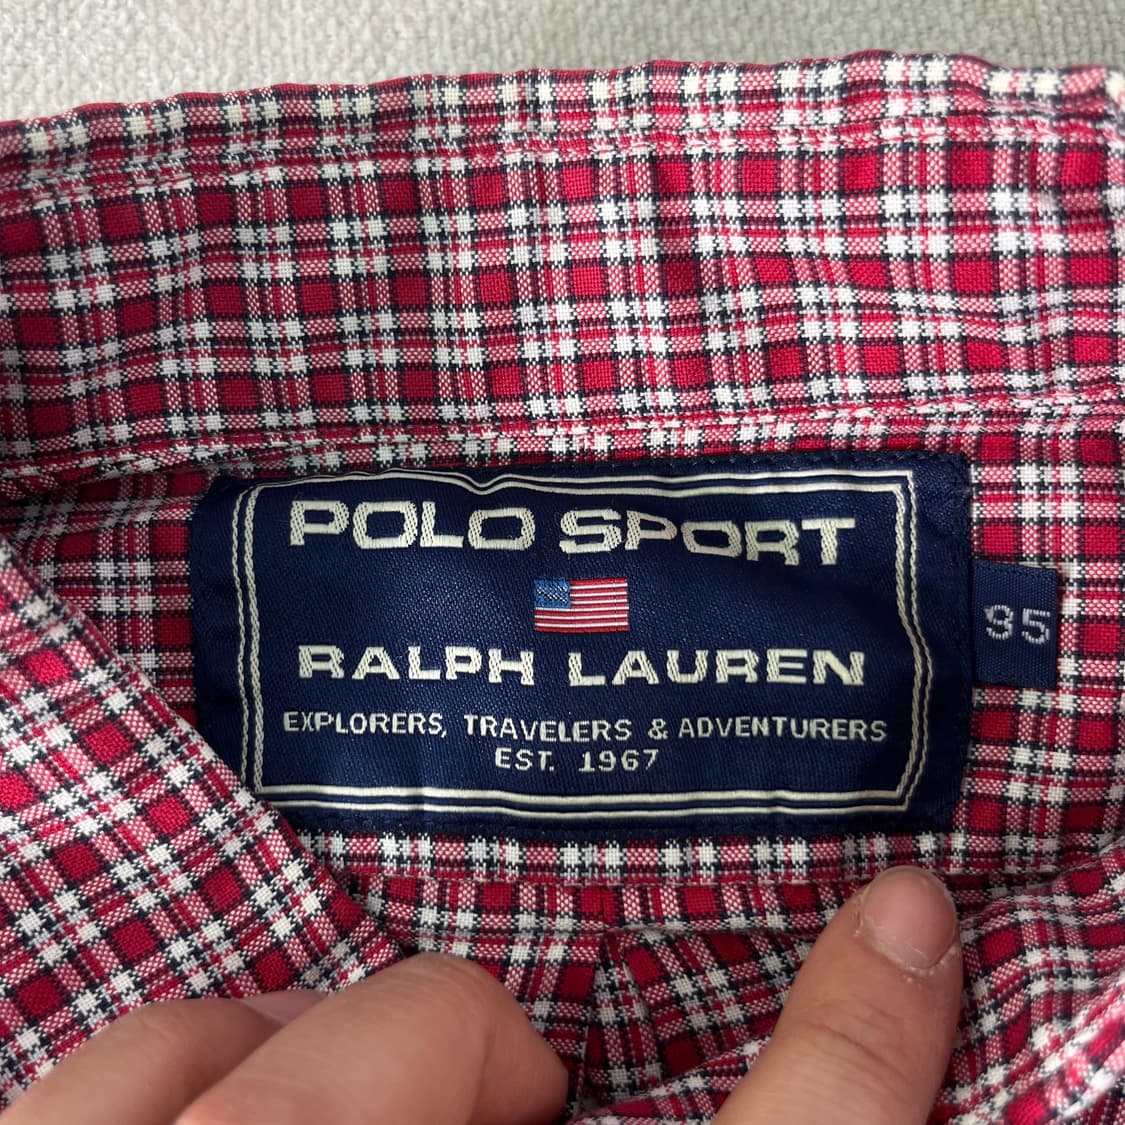 POLO SPORT
RALPH LAUREN
EXPLORERS, TRAVELERS & ADVENTURERS
EST. 1967
95